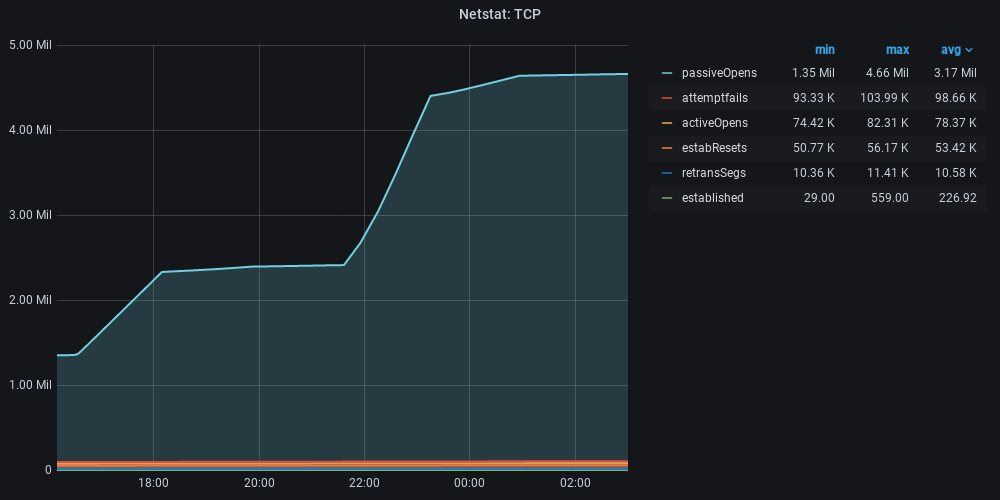 Netstat: TCP
5.00 Mil
4.00 Mil
3.00 Mil
2.00 Mil
1.00 Mil
0
18:00 20:00 22:00 00:00 02:00
min max avg
passiveOpens 1.35 Mil 4.66 Mil 3.17 Mil
attemptfails 93.33 K 103.99 K 98.66 K
activeOpens 74.42 K 82.31 K 78.37 K
estabResets 50.77 K 56.17 K 53.42 K
retransSegs 10.36 K 11.41 K 10.58 K
established 29.00 559.00 226.92